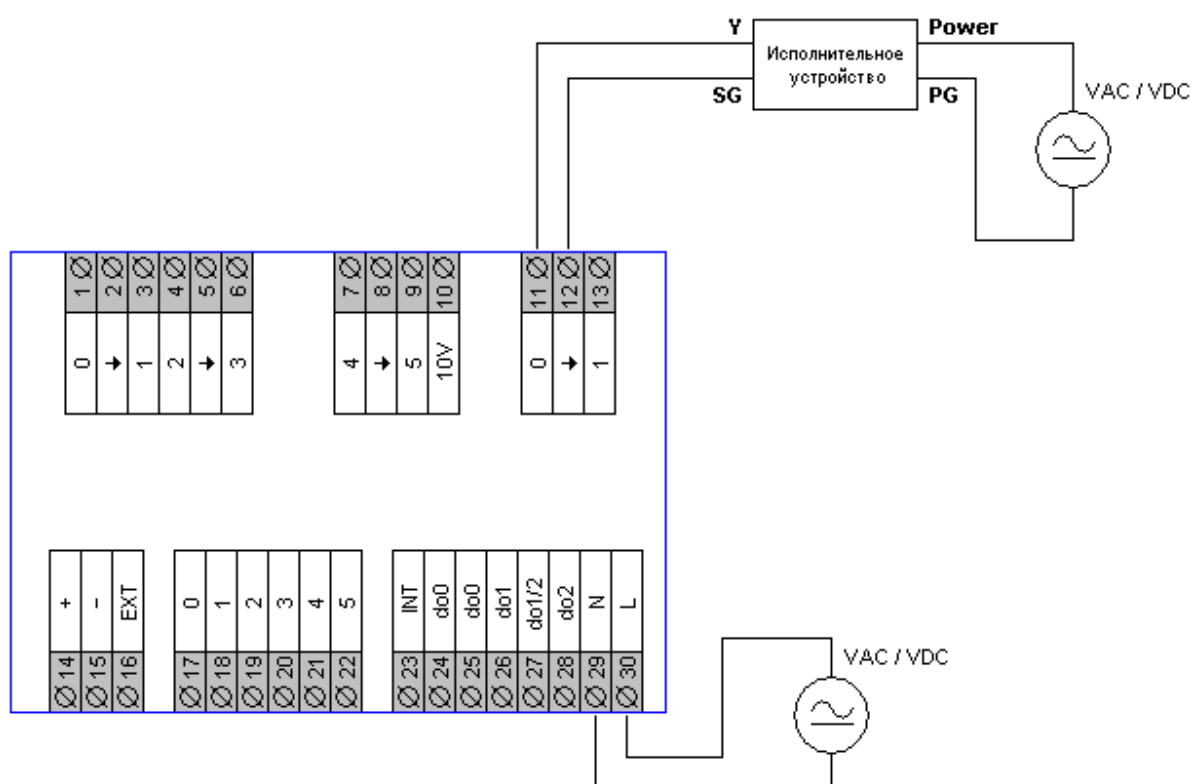 Y
Power
Исполнительное
устройство
SG
PG
VAC / VDC
1 2 3 4 5 6
7 8 9 10
11 12 13
0 1 2 3
4 5 10V
0 1
+ - EXT
0 1 2 3 4 5
INT do0 do0 do1 do1/2 do2 N L
14 15 16
17 18 19 20 21 22
23 24 25 26 27 28 29 30
VAC / VDC